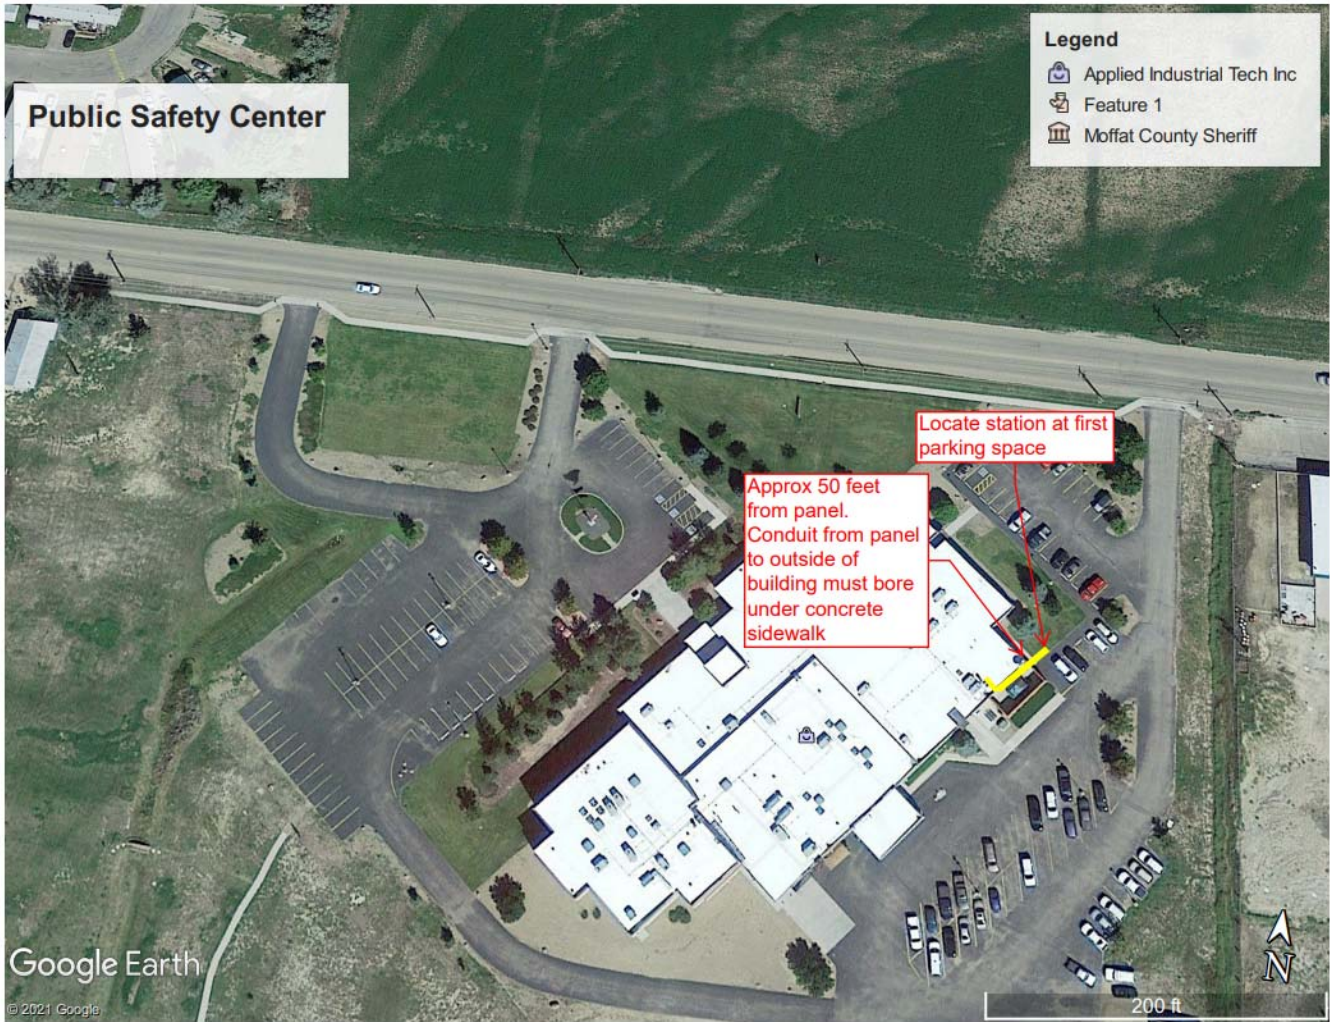 Public Safety Center
Legend
Applied Industrial Tech Inc
Feature 1
Moffat County Sheriff
Locate station at first
parking space
Approx 50 feet
from panel.
Conduit from panel
to outside of
building must bore
under concrete
sidewalk
Google Earth
© 2021 Google
N
200 ft